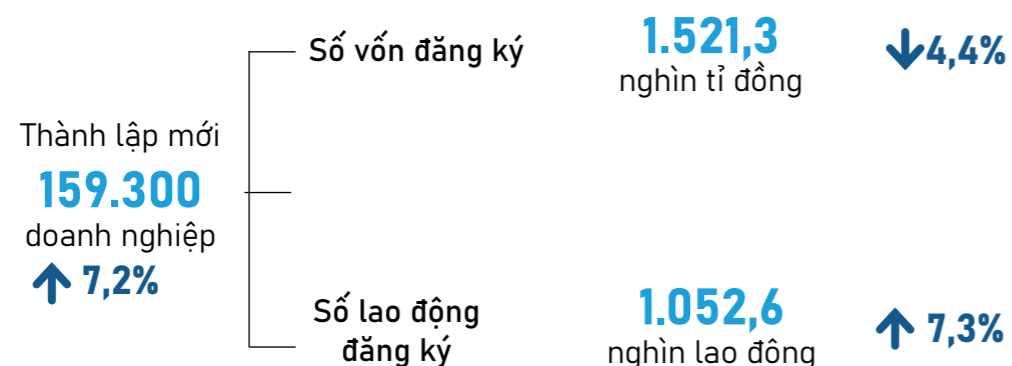 Thành lập mới
159.300
doanh nghiệp
7,2%
Số vốn đăng ký
1.521,3
nghìn tỉ đồng
4,4%
Số lao động
đăng ký
1.052,6
nghìn lao động
7,3%